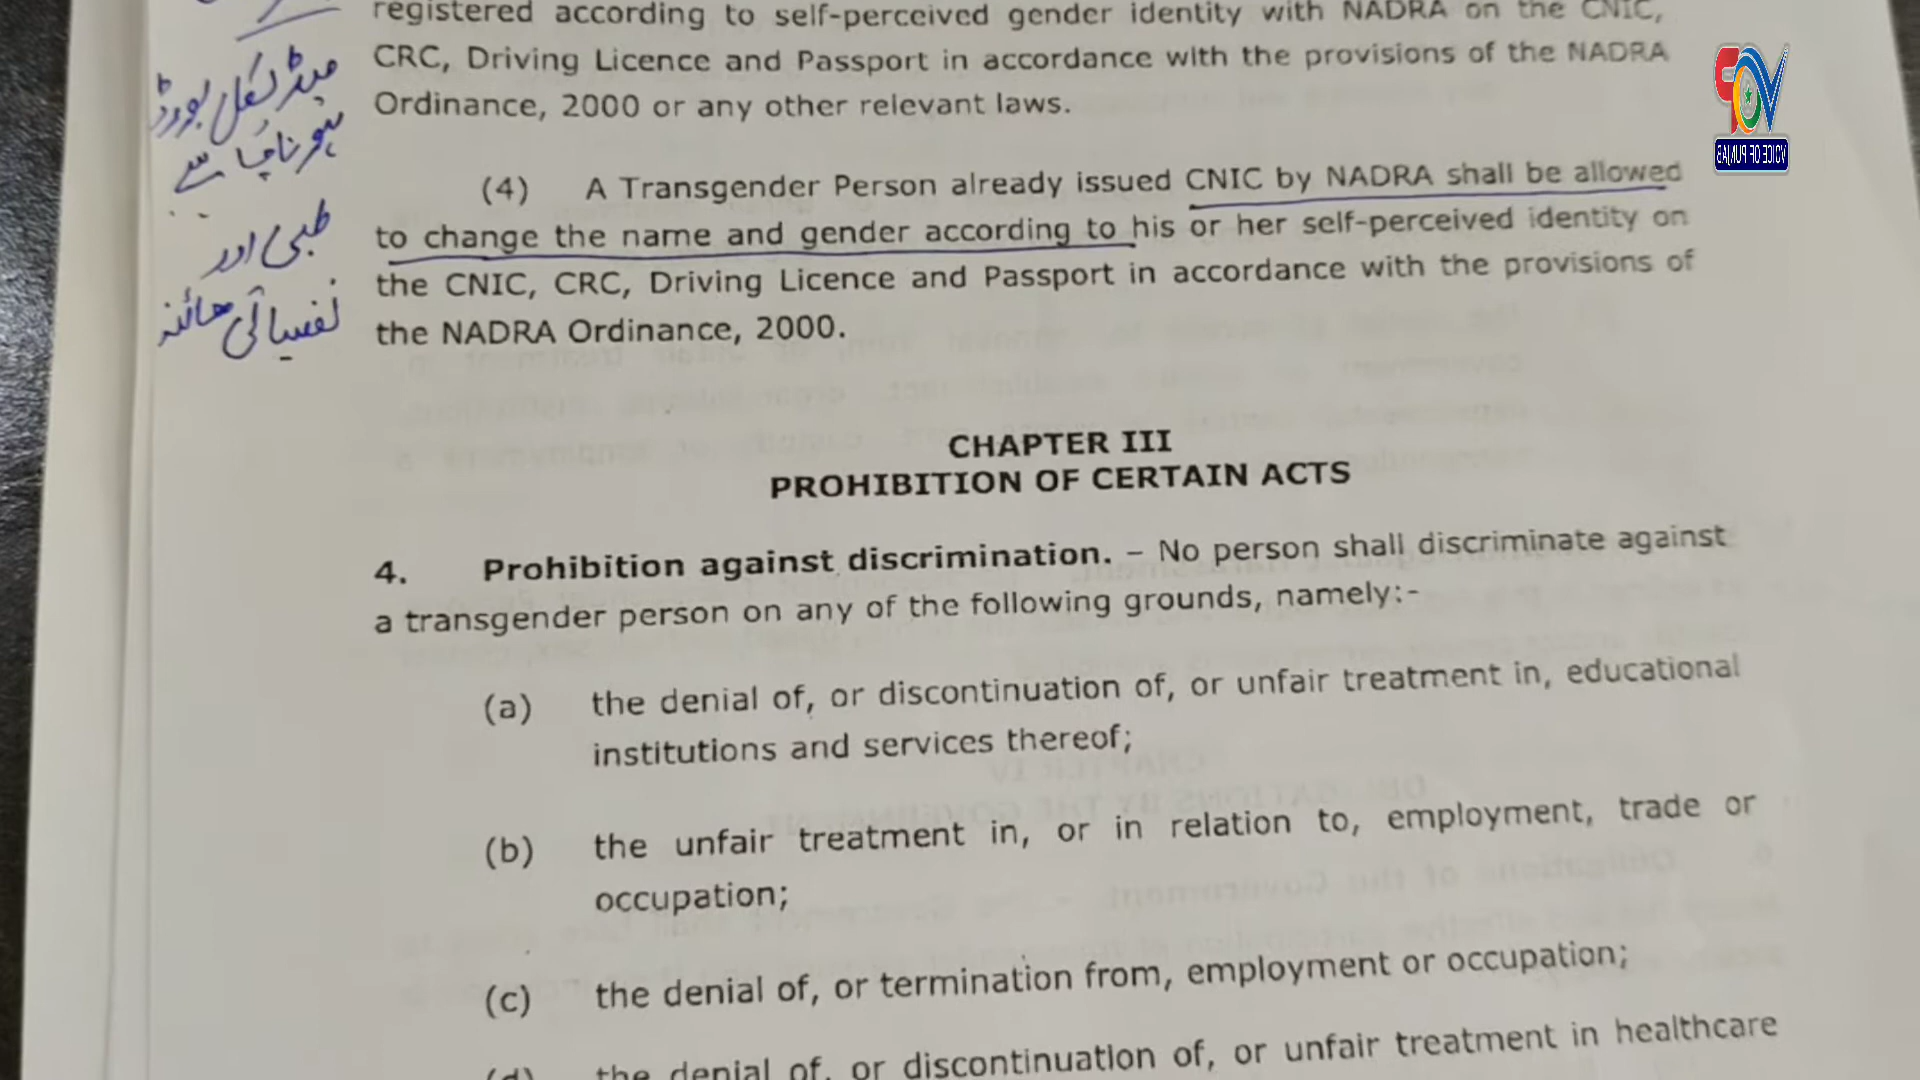 registered according to self-perceived gender identity with NADRA on the CNIC,
CRC, Driving Licence and Passport in accordance with the provisions of the NADRA
Ordinance, 2000 or any other relevant laws.
(4) A Transgender Person already issued CNIC by NADRA shall be allowed
to change the name and gender according to his or her self-perceived identity on
the CNIC, CRC, Driving Licence and Passport in accordance with the provisions of
the NADRA Ordinance, 2000.
میڈیکل بورڈ
ہونا چاہئے
طبی اور
نفسیاتی معائنہ
CHAPTER III
PROHIBITION OF CERTAIN ACTS
4. Prohibition against discrimination. – No person shall discriminate against
a transgender person on any of the following grounds, namely:-
(a) the denial of, or discontinuation of, or unfair treatment in, educational
institutions and services thereof;
(b) the unfair treatment in, or in relation to, employment, trade or
occupation;
(c) the denial of, or termination from, employment or occupation;
(d) the denial of, or discontinuation of, or unfair treatment in healthcare
VOP
VOICE OF PUNJAB